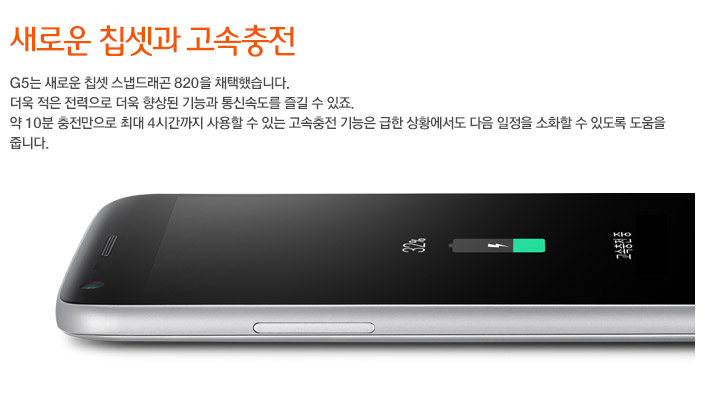 새로운 칩셋과 고속충전
G5는 새로운 칩셋 스냅드래곤 820을 채택했습니다.
더욱 적은 전력으로 더욱 향상된 기능과 통신속도를 즐길 수 있죠.
약 10분 충전만으로 최대 4시간까지 사용할 수 있는 고속충전 기능은 급한 상황에서도 다음 일정을 소화할 수 있도록 도움을
줍니다.
32%
고속충전 중